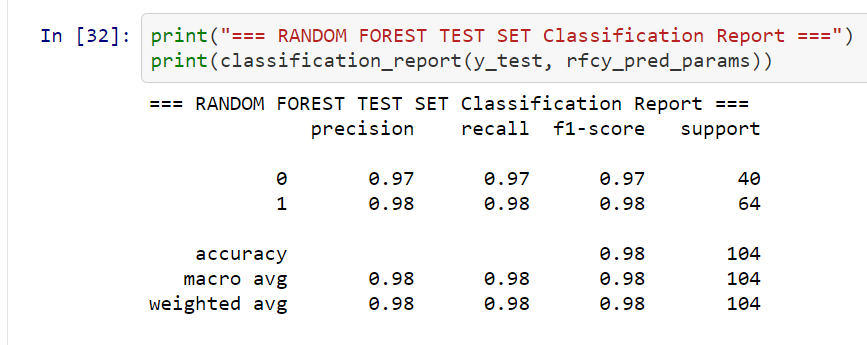 In [32]: print("=== RANDOM FOREST TEST SET Classification Report ===")
print(classification_report(y_test, rfcy_pred_params))
=== RANDOM FOREST TEST SET Classification Report ===
precision recall f1-score support
0 0.97 0.97 0.97 40
1 0.98 0.98 0.98 64
accuracy 0.98 104
macro avg 0.98 0.98 0.98 104
weighted avg 0.98 0.98 0.98 104